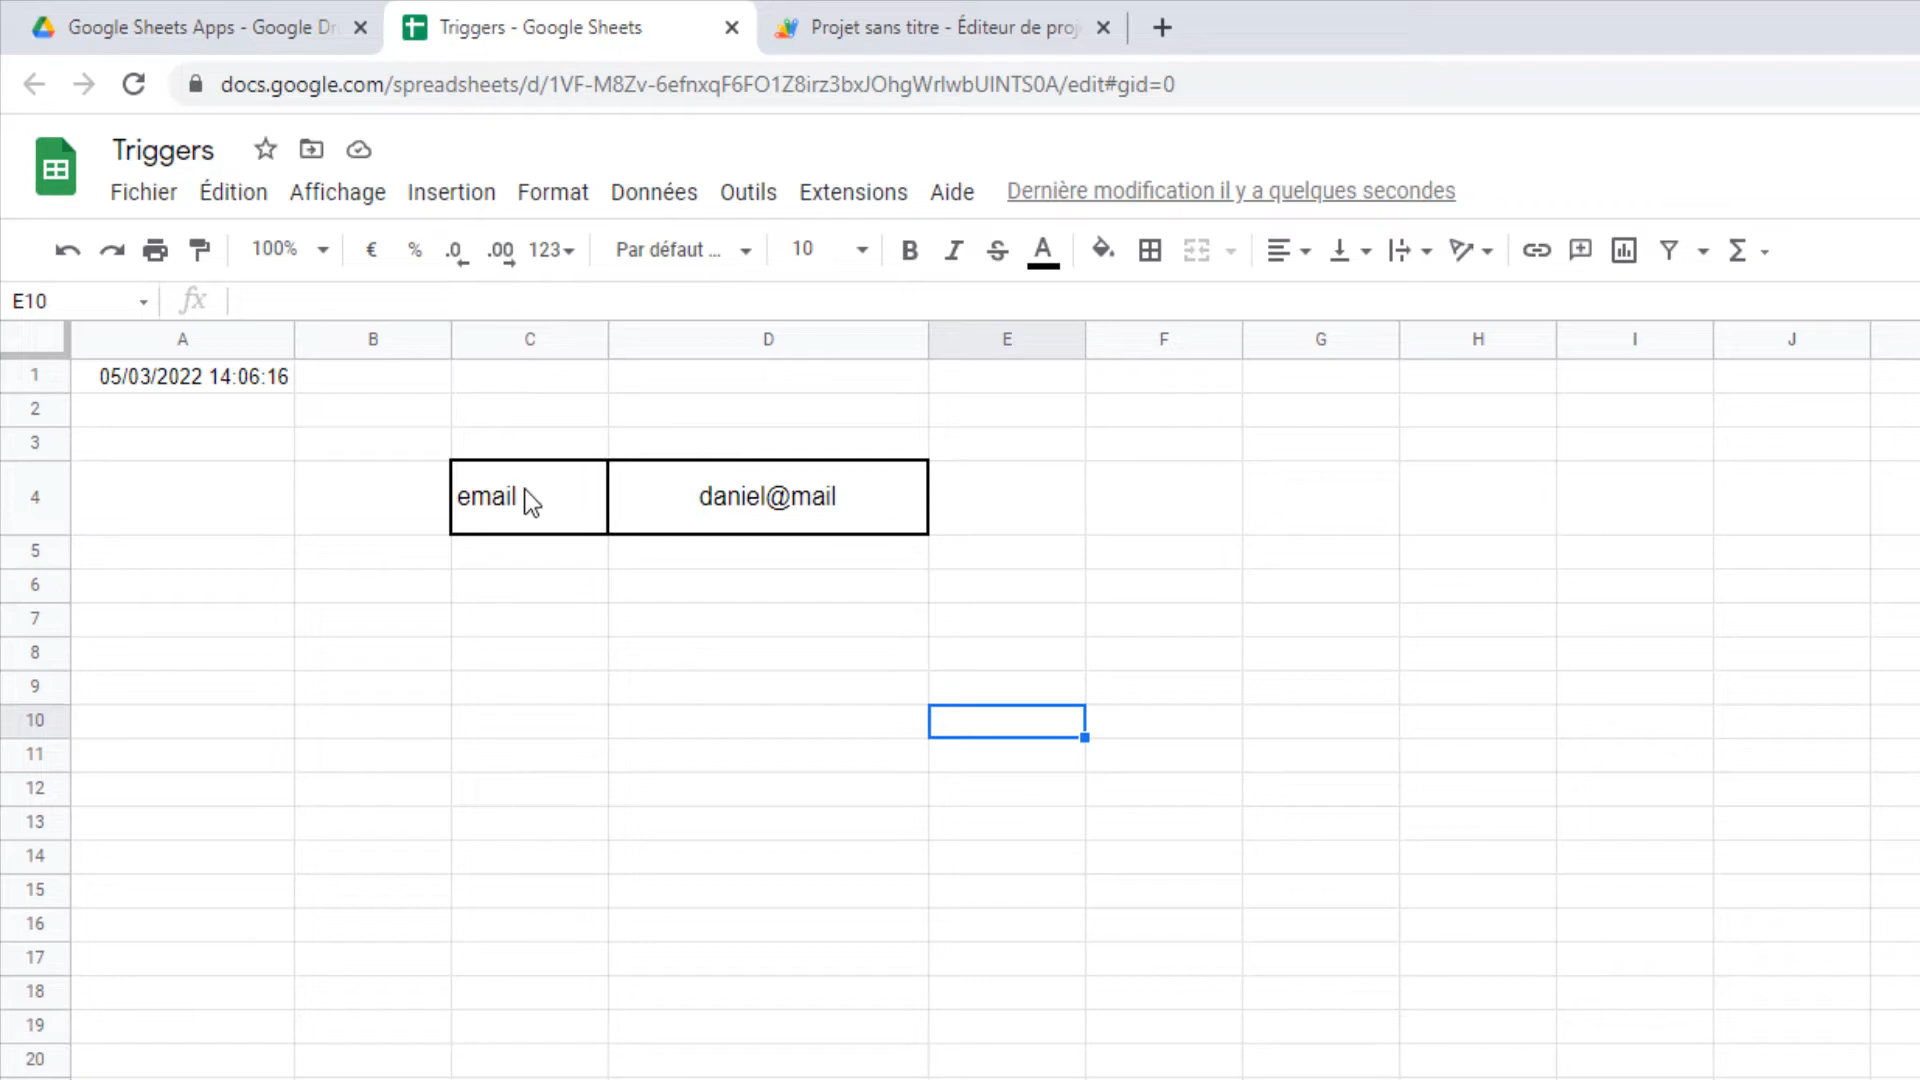 Google Sheets Apps - Google Dr
Triggers - Google Sheets
Projet sans titre - Éditeur de proj
docs.google.com/spreadsheets/d/1VF-M8Zv-6efnxqF6FO1Z8irz3bxJOhgWrlwbUINTS0A/edit#gid=0
Triggers
Fichier Édition Affichage Insertion Format Données Outils Extensions Aide Dernière modification il y a quelques secondes
100% € % .0 .00 123 Par défaut ... 10 B I S A Σ
E10 fx
A B C D E F G H I J
1 05/03/2022 14:06:16
2
3
4 email daniel@mail
5
6
7
8
9
10
11
12
13
14
15
16
17
18
19
20